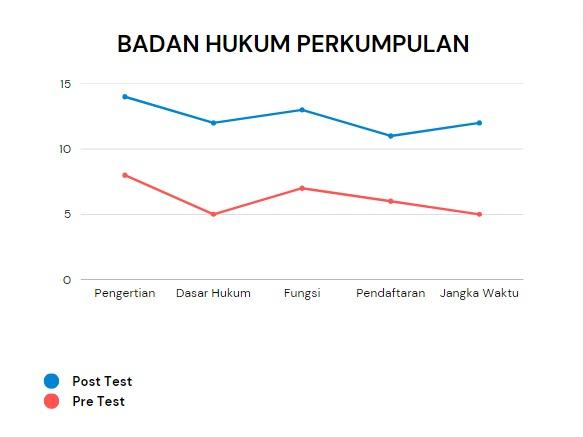 BADAN HUKUM PERKUMPULAN
15
10
5
0
Pengertian Dasar Hukum Fungsi Pendaftaran Jangka Waktu
Post Test
Pre Test